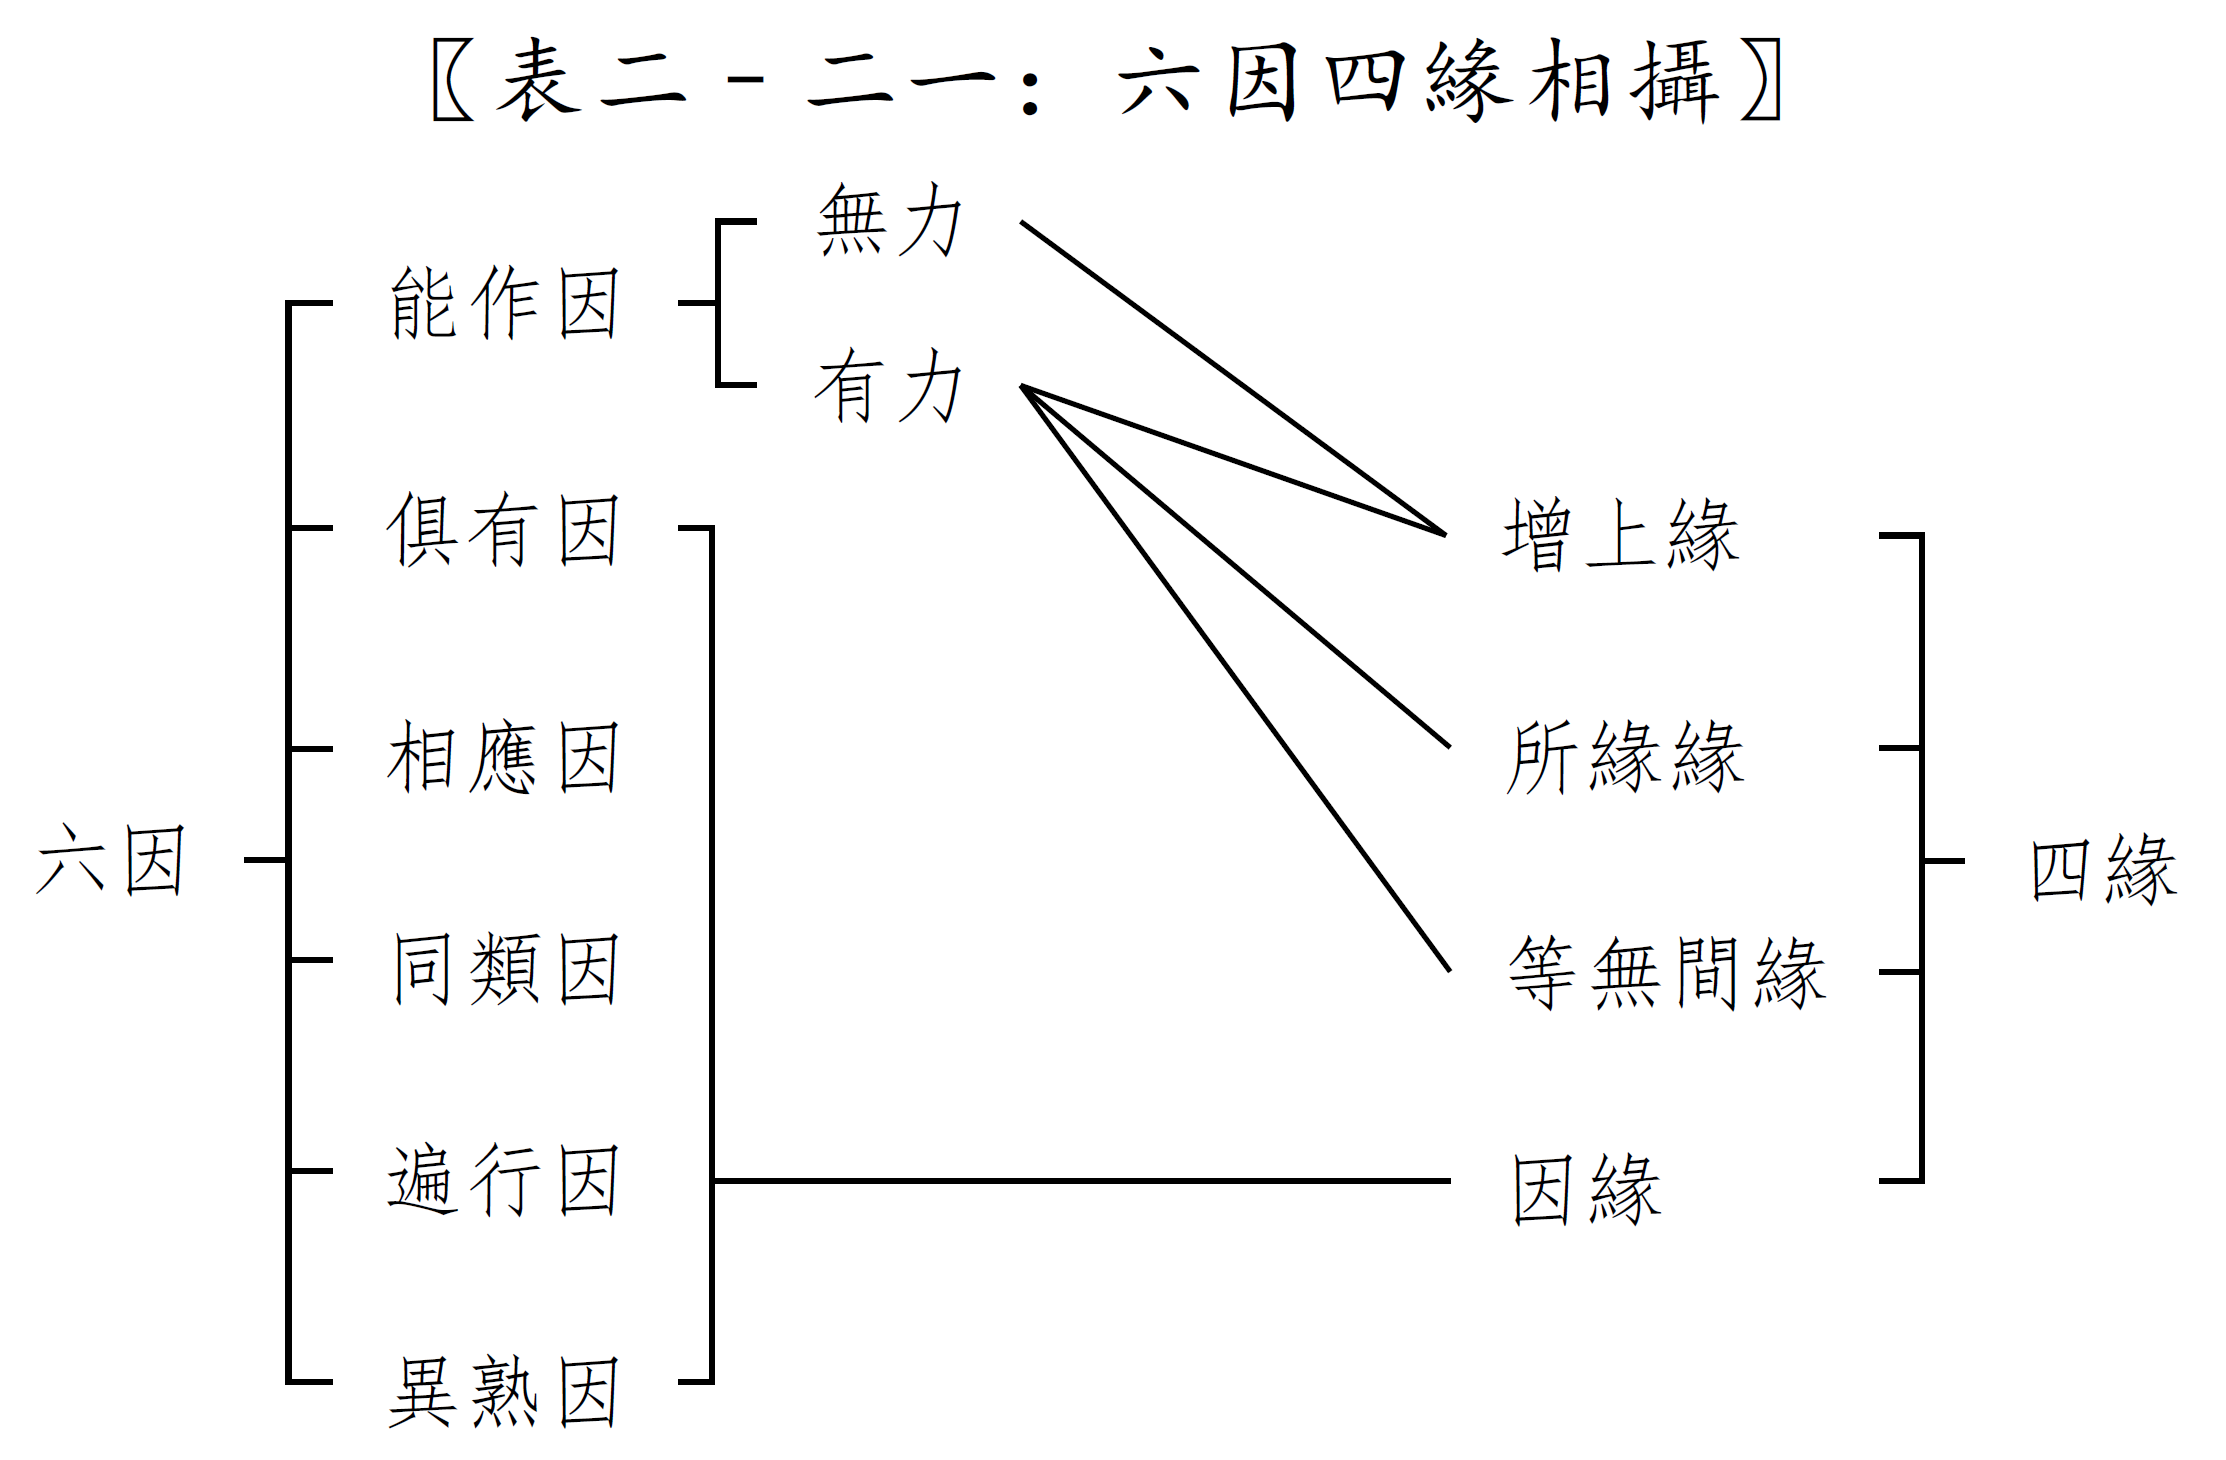 〖表二‐二一：六因四緣相攝〗
無力
能作因
有力
俱有因
增上緣
相應因
所緣緣
六因
四緣
同類因
等無間緣
遍行因
因緣
異熟因